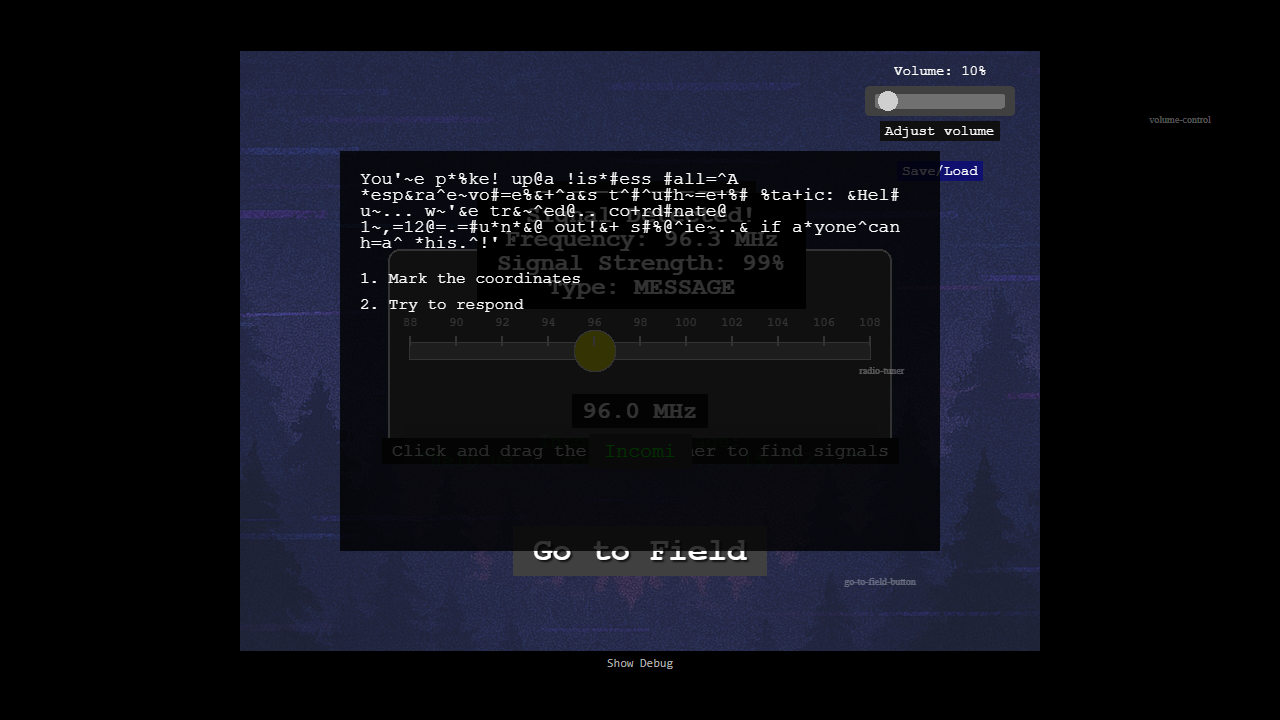 Volume: 10%
volume-control
Adjust volume
Save/Load
You'~e p*%ke! up@a !is*#ess #all=^A
*esp&ra^e~vo#=e%&+^a&s t^#^u#h~=e+%# %ta+ic: &Hel#
u~... w~'&e tr&~^ed@.. co+rd#nate@
1~,=12@=.=#u*n*&@ out!&+ s#%@^ie~..& if a*yone^can
h=a^ *his.^!'
Frequency: 96.3 MHz
Signal Strength: 99%
Type: MESSAGE
1. Mark the coordinates
2. Try to respond
88 90 92 94 96 98 100 102 104 106 108
radio-tuner
96.0 MHz
Click and drag the Incomi ner to find signals
Go to Field
go-to-field-button
Show Debug